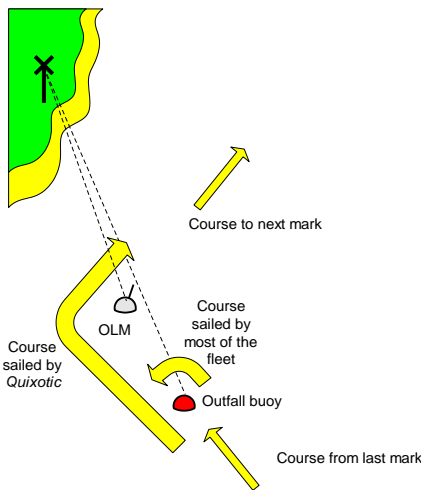 Course to next mark
Course
sailed by
most of the
fleet
OLM
Course
sailed by
Quixotic
Outfall buoy
Course from last mark